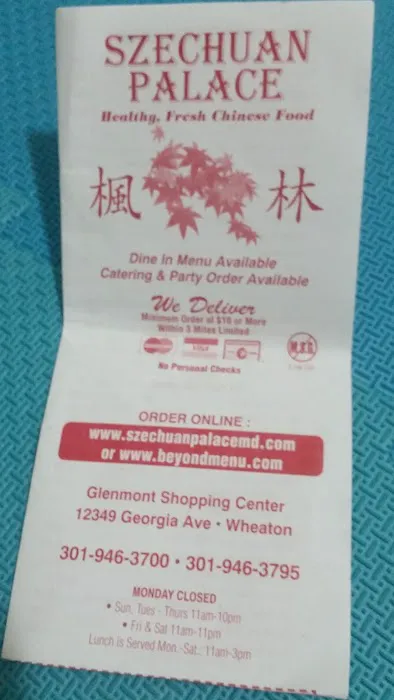 SZECHUAN
PALACE
Healthy, Fresh Chinese Food
楓 林
Dine In Menu Available
Catering & Party Order Available
We Deliver
Minimum Order of $10 or More
Within 3 Miles Limited
VISA
M.S.G.
No Personal Checks
ORDER ONLINE :
www.szechuanpalacemd.com
or www.beyondmenu.com
Glenmont Shopping Center
12349 Georgia Ave • Wheaton
301-946-3700 • 301-946-3795
MONDAY CLOSED
• Sun, Tues - Thurs 11am-10pm
• Fri & Sat 11am-11pm
Lunch is Served Mon.-Sat., 11am-3pm